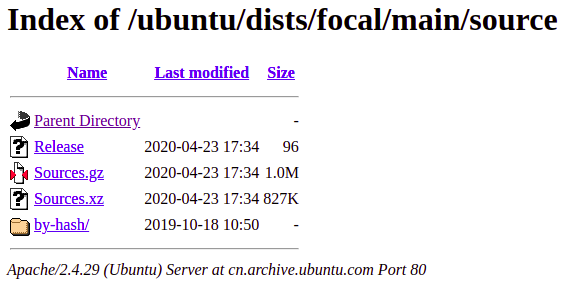 Index of /ubuntu/dists/focal/main/source
Name Last modified Size
Parent Directory -
Release 2020-04-23 17:34 96
Sources.gz 2020-04-23 17:34 1.0M
Sources.xz 2020-04-23 17:34 827K
by-hash/ 2019-10-18 10:50 -
Apache/2.4.29 (Ubuntu) Server at cn.archive.ubuntu.com Port 80